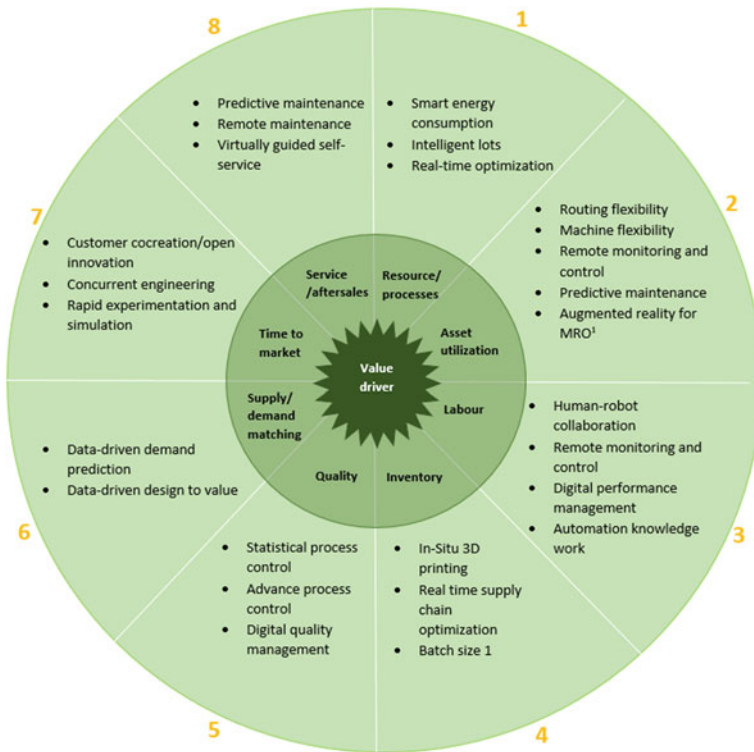 8
1
• Predictive maintenance
• Remote maintenance
• Virtually guided self-
service
• Smart energy
consumption
• Intelligent lots
• Real-time optimization
2
• Routing flexibility
• Machine flexibility
• Remote monitoring and
control
• Predictive maintenance
• Augmented reality for
MRO¹
7
• Customer cocreation/open
innovation
• Concurrent engineering
• Rapid experimentation and
simulation
Service
/aftersales
Resource/
processes
Time to
market
Asset
utilization
Value
driver
Supply/
demand
matching
Labour
Quality
Inventory
• Human-robot
collaboration
• Remote monitoring and
control
• Digital performance
management
• Automation knowledge
work
3
• Data-driven demand
prediction
• Data-driven design to value
6
• Statistical process
control
• Advance process
control
• Digital quality
management
5
• In-Situ 3D
printing
• Real time supply
chain
optimization
• Batch size 1
4